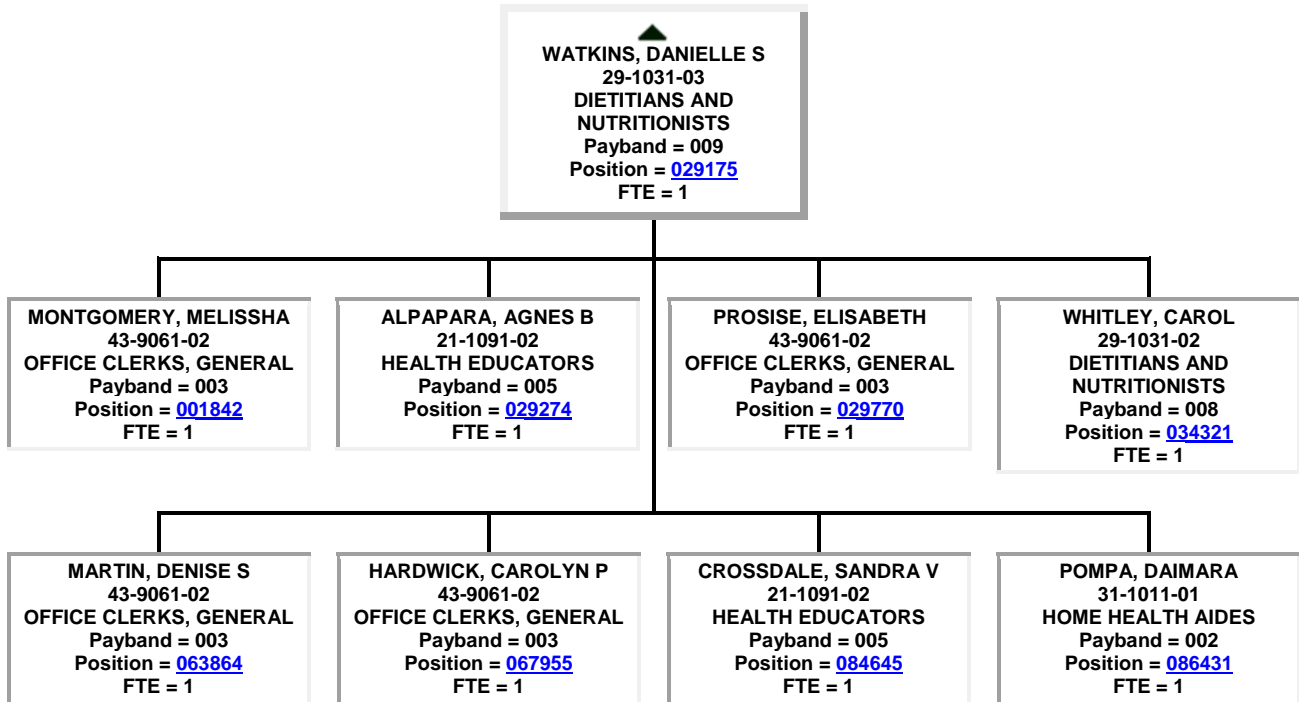 WATKINS, DANIELLE S
29-1031-03
DIETITIANS AND
NUTRITIONISTS
Payband = 009
Position = 029175
FTE = 1
MONTGOMERY, MELISSHA
43-9061-02
OFFICE CLERKS, GENERAL
Payband = 003
Position = 001842
FTE = 1
ALPAPARA, AGNES B
21-1091-02
HEALTH EDUCATORS
Payband = 005
Position = 029274
FTE = 1
PROSISE, ELISABETH
43-9061-02
OFFICE CLERKS, GENERAL
Payband = 003
Position = 029770
FTE = 1
WHITLEY, CAROL
29-1031-02
DIETITIANS AND
NUTRITIONISTS
Payband = 008
Position = 034321
FTE = 1
MARTIN, DENISE S
43-9061-02
OFFICE CLERKS, GENERAL
Payband = 003
Position = 063864
FTE = 1
HARDWICK, CAROLYN P
43-9061-02
OFFICE CLERKS, GENERAL
Payband = 003
Position = 067955
FTE = 1
CROSSDALE, SANDRA V
21-1091-02
HEALTH EDUCATORS
Payband = 005
Position = 084645
FTE = 1
POMPA, DAIMARA
31-1011-01
HOME HEALTH AIDES
Payband = 002
Position = 086431
FTE = 1